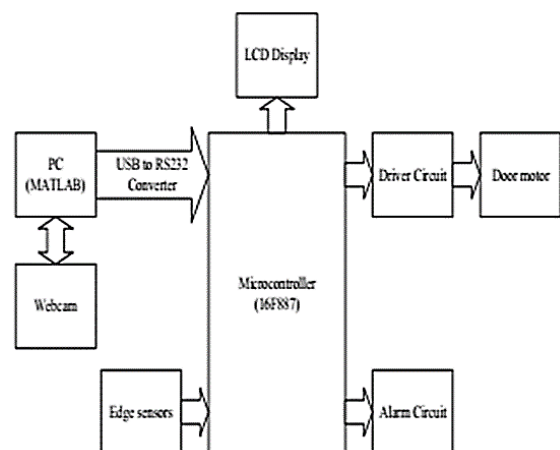 LCD Display
PC
(MATLAB)
USB to RS232
Converter
Driver Circuit
Door motor
Webcam
Microcontroller
(16F887)
Edge sensors
Alarm Circuit